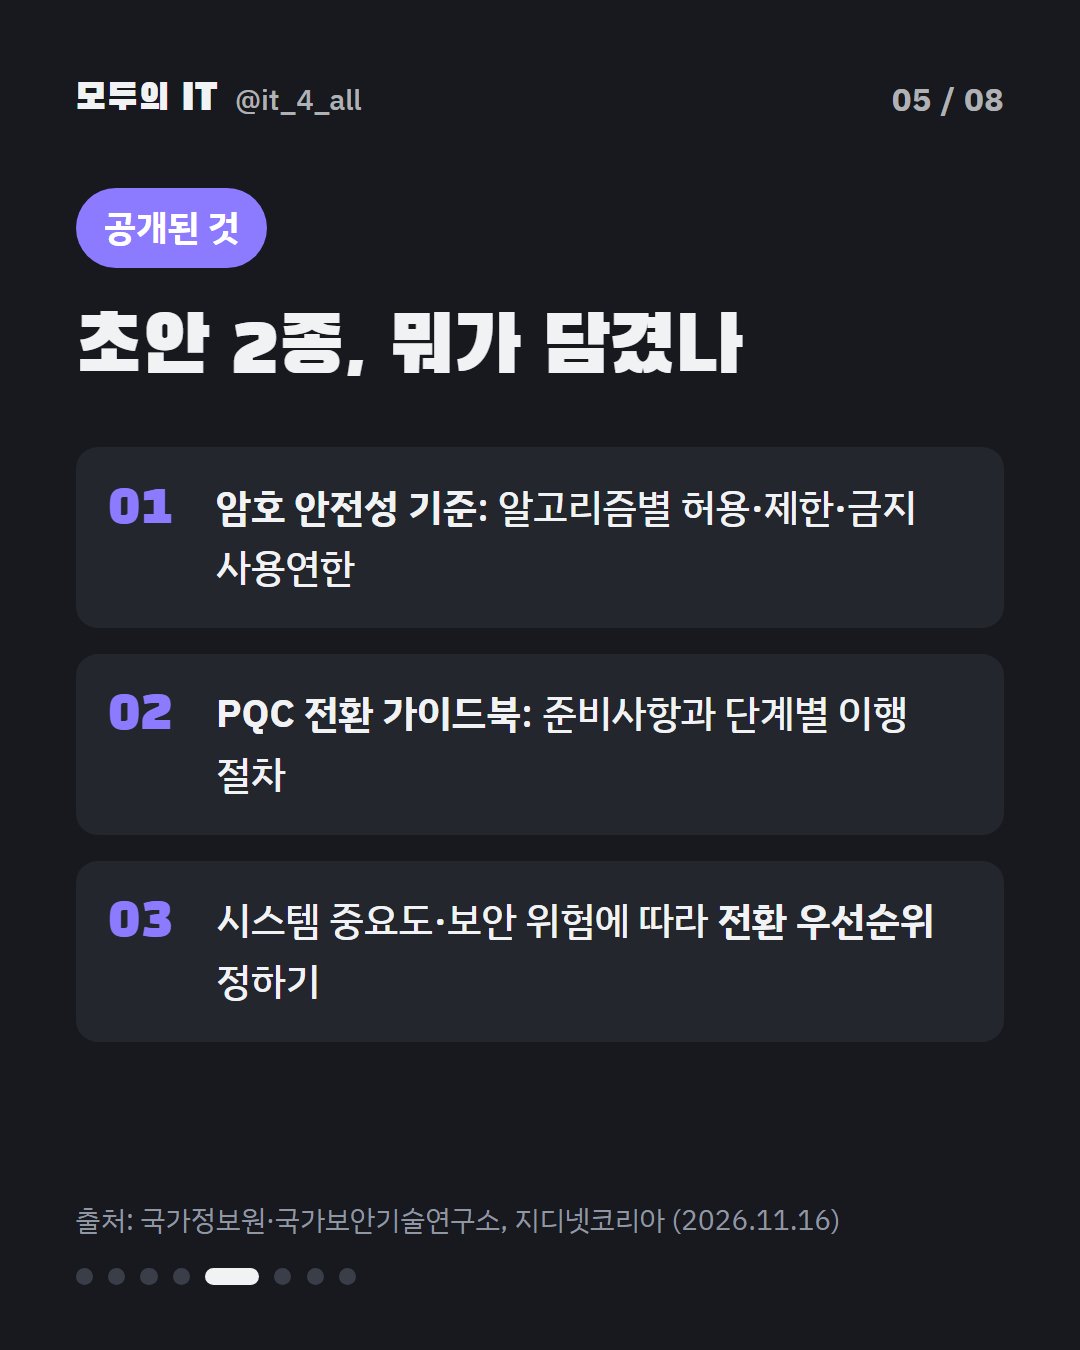 모두의 IT @it_4_all
05 / 08
공개된 것
초안 2종, 뭐가 담겼나
01 암호 안전성 기준: 알고리즘별 허용·제한·금지
사용연한
02 PQC 전환 가이드북: 준비사항과 단계별 이행
절차
03 시스템 중요도·보안 위험에 따라 전환 우선순위
정하기
출처: 국가정보원·국가보안기술연구소, 지디넷코리아 (2026.11.16)